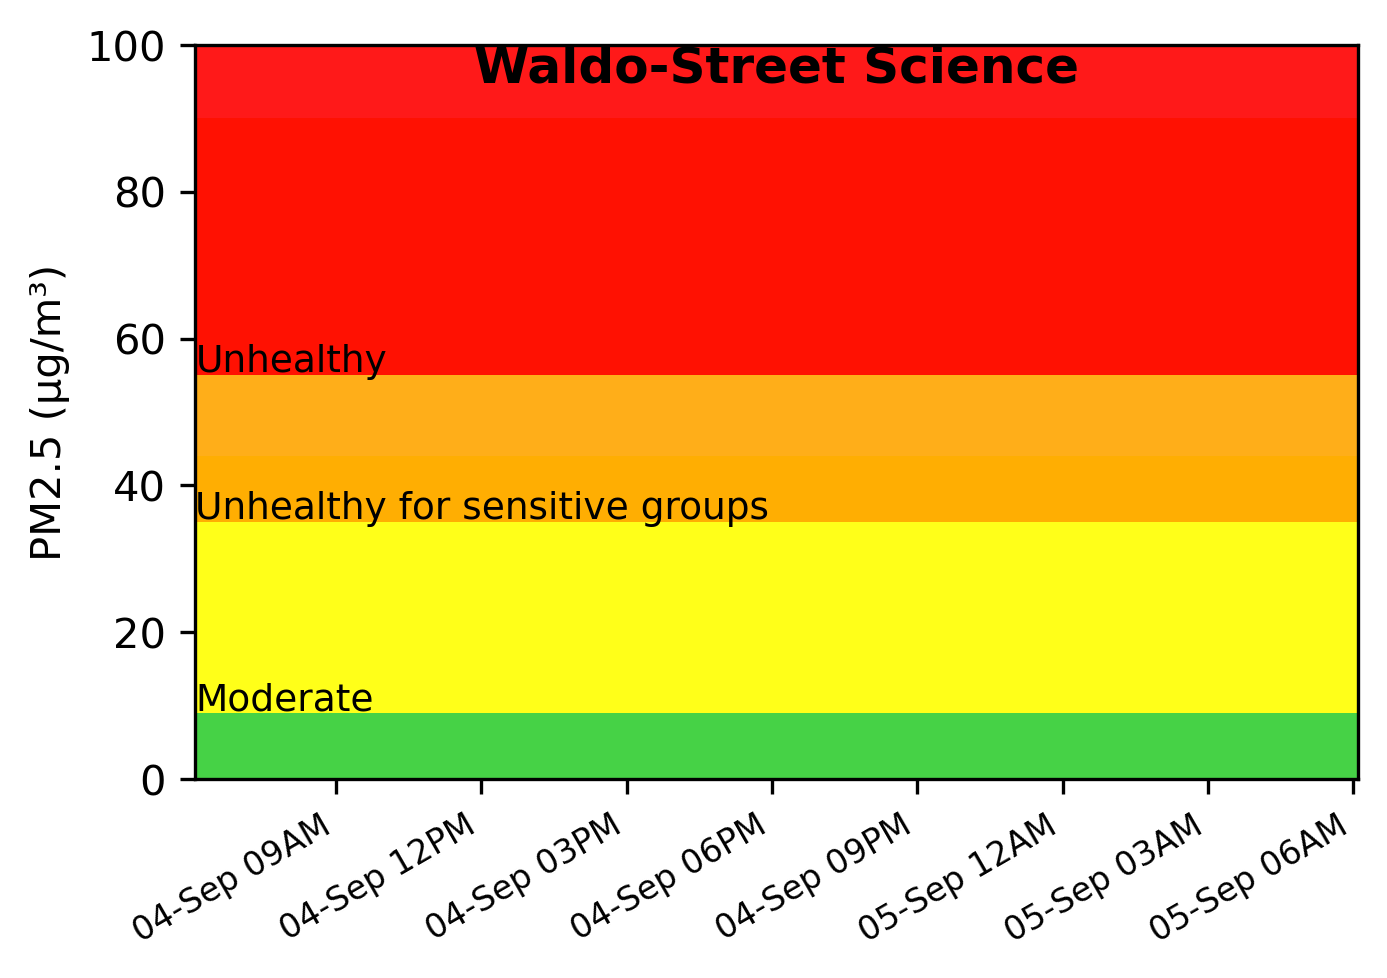 Waldo-Street Science
PM2.5 (µg/m³)
100
80
60
40
20
0
Unhealthy
Unhealthy for sensitive groups
Moderate
04-Sep 09AM
04-Sep 12PM
04-Sep 03PM
04-Sep 06PM
04-Sep 09PM
05-Sep 12AM
05-Sep 03AM
05-Sep 06AM